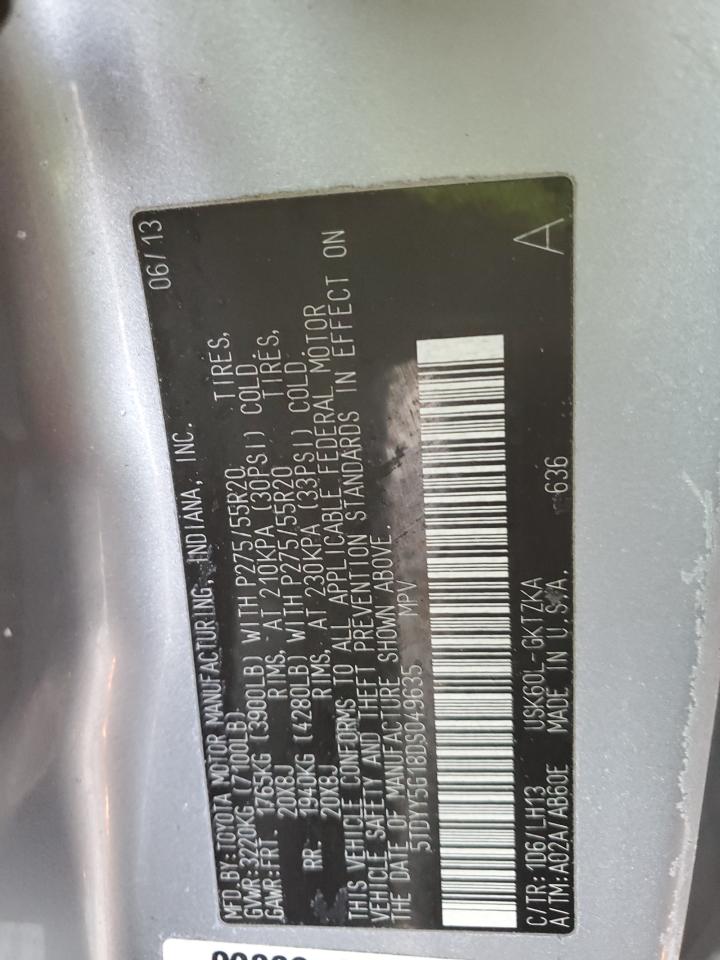 MFD.BY:TOYOTA MOTOR MANUFACTURING, INDIANA, INC. 06/13
GVWR:3220KG (7100LB)
GAWR:FRT. 1765KG (3900LB) WITH P275/55R20 TIRES,
20X8J RIMS, AT 210KPA (30PSI) COLD.
RR. 1940KG (4280LB) WITH P275/55R20 TIRES,
20X8J RIMS, AT 230KPA (33PSI) COLD.
THIS VEHICLE CONFORMS TO ALL APPLICABLE FEDERAL MOTOR
VEHICLE SAFETY AND THEFT PREVENTION STANDARDS IN EFFECT ON
THE DATE OF MANUFACTURE SHOWN ABOVE.
5TDYY5G18DS049635 MPV
C/TR:1D6/LH13 USK60L-GKTZKA A
A/TM:A02A/AB60E MADE IN U.S.A. 636